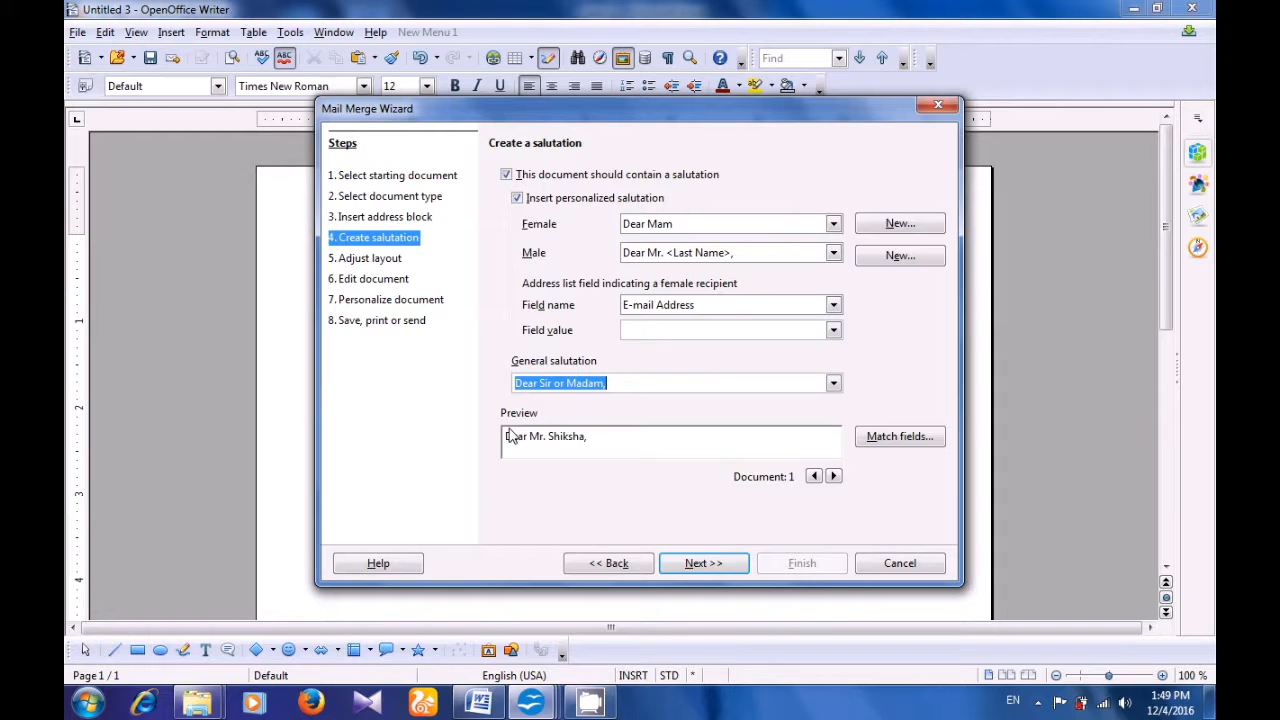 Untitled 3 - OpenOffice Writer
File Edit View Insert Format Table Tools Window Help New Menu 1
Find
Default Times New Roman 12 B I U
Mail Merge Wizard
Steps
1. Select starting document
2. Select document type
3. Insert address block
4. Create salutation
5. Adjust layout
6. Edit document
7. Personalize document
8. Save, print or send
Create a salutation
This document should contain a salutation
Insert personalized salutation
Female Dear Mam New...
Male Dear Mr. <Last Name>, New...
Address list field indicating a female recipient
Field name E-mail Address
Field value
General salutation
Dear Sir or Madam,
Preview
Dear Mr. Shiksha,
Match fields...
Document: 1
Help << Back Next >> Finish Cancel
1
2
3
4
Page 1 / 1 Default English (USA) INSRT STD * 100 %
EN 1:49 PM
12/4/2016